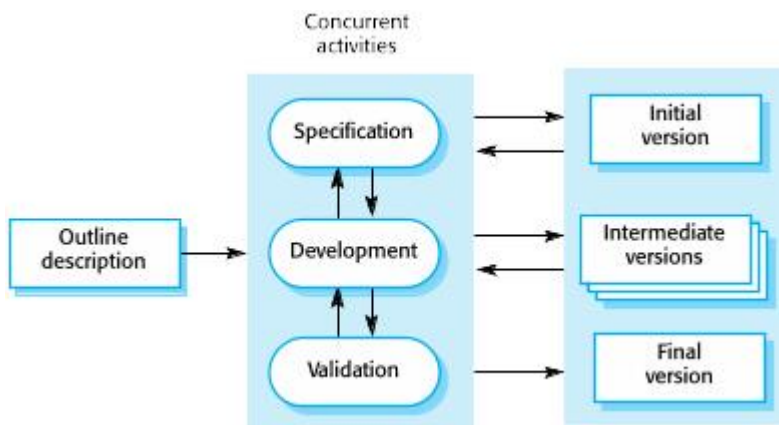 Concurrent
activities
Specification
Initial
version
Outline
description
Development
Intermediate
versions
Validation
Final
version